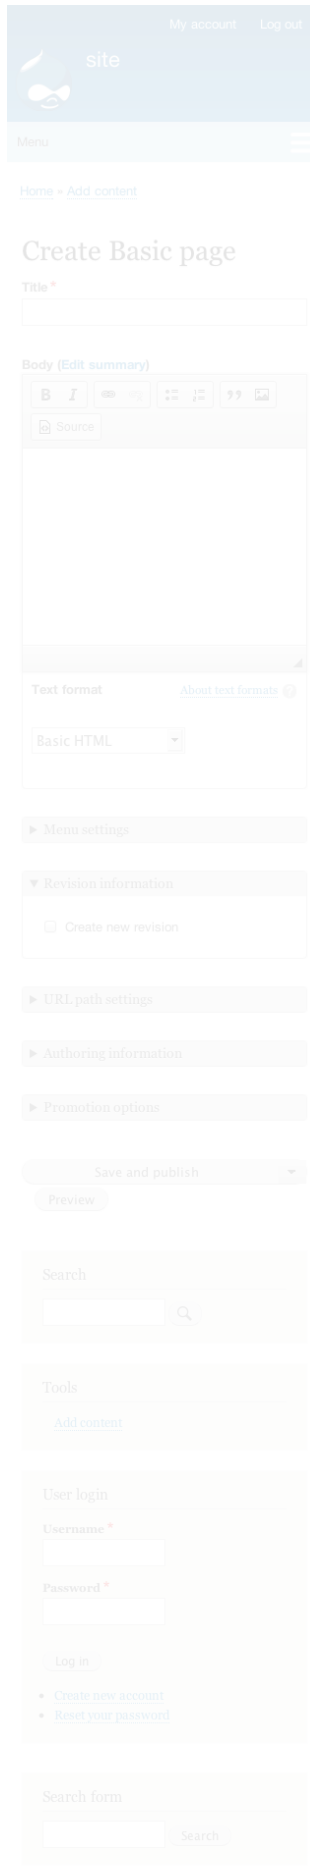 My account Log out
site
Menu
Home » Add content
Create Basic page
Title *
Body (Edit summary)
B I
Source
Text format About text formats ?
Basic HTML
Menu settings
Revision information
Create new revision
URL path settings
Authoring information
Promotion options
Save and publish
Preview
Search
Tools
Add content
User login
Username *
Password *
Log in
Create new account
Reset your password
Search form
Search